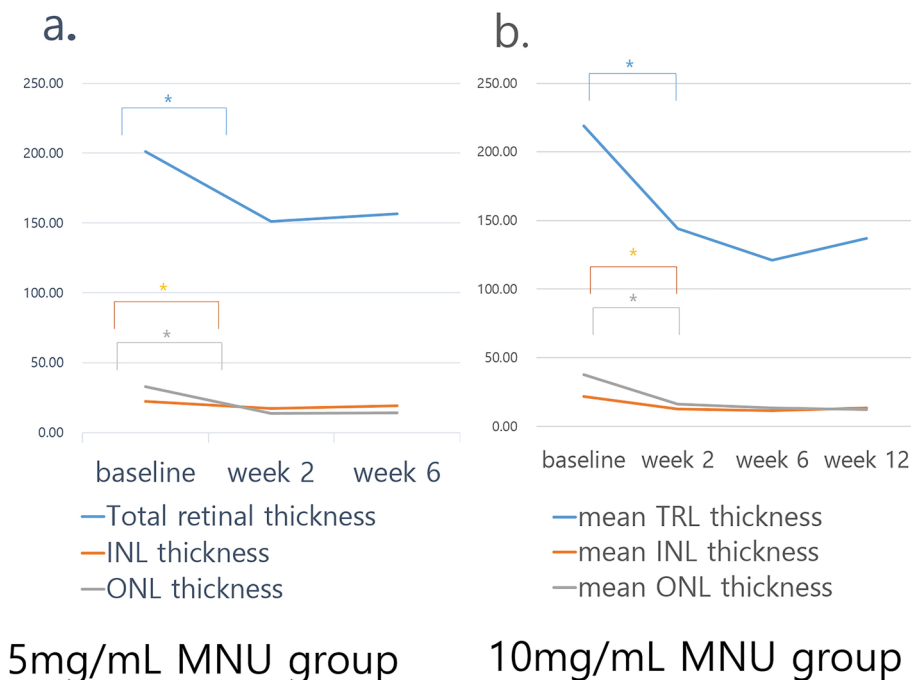 a.
250.00
*
200.00
150.00
*
100.00
*
50.00
0.00
baseline week 2 week 6
Total retinal thickness
INL thickness
ONL thickness
5mg/mL MNU group
b.
*
250.00
200.00
150.00
*
100.00
*
50.00
0.00
baseline week 2 week 6 week 12
mean TRL thickness
mean INL thickness
mean ONL thickness
10mg/mL MNU group